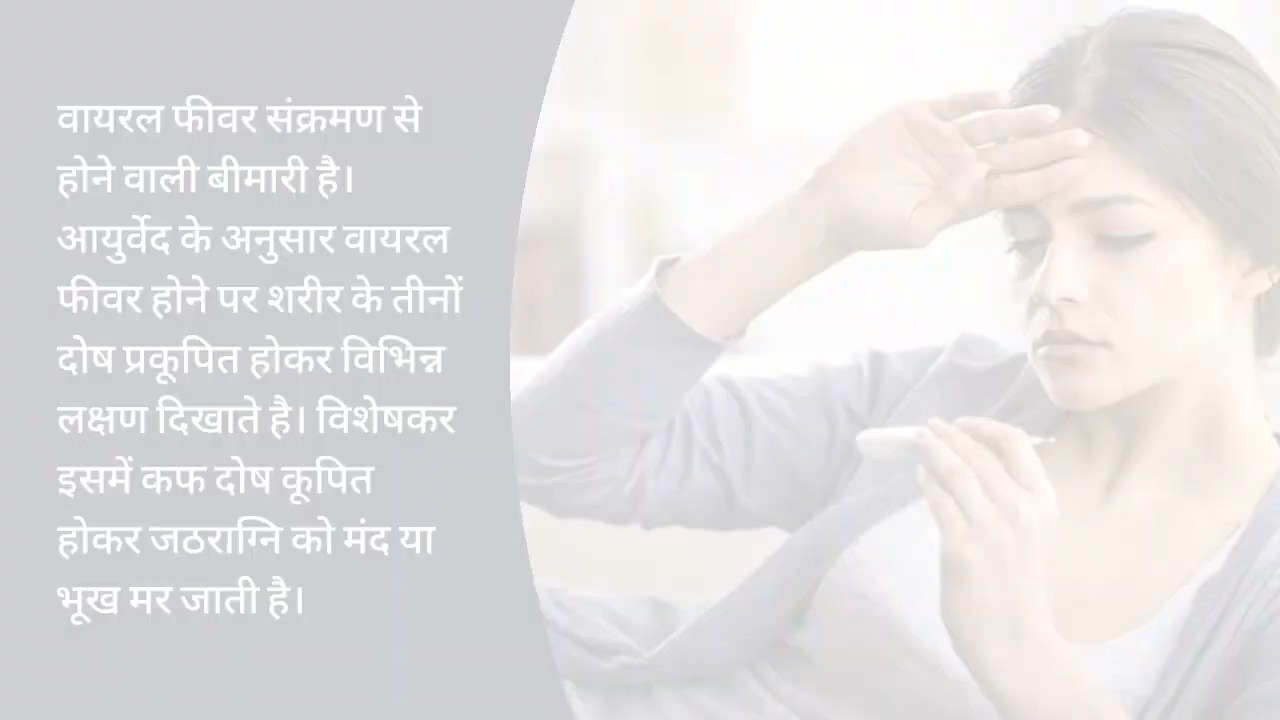 वायरल फीवर संक्रमण से
होने वाली बीमारी है।
आयुर्वेद के अनुसार वायरल
फीवर होने पर शरीर के तीनों
दोष प्रकूपित होकर विभिन्न
लक्षण दिखाते है। विशेषकर
इसमें कफ दोष कूपित
होकर जठराग्नि को मंद या
भूख मर जाती है।